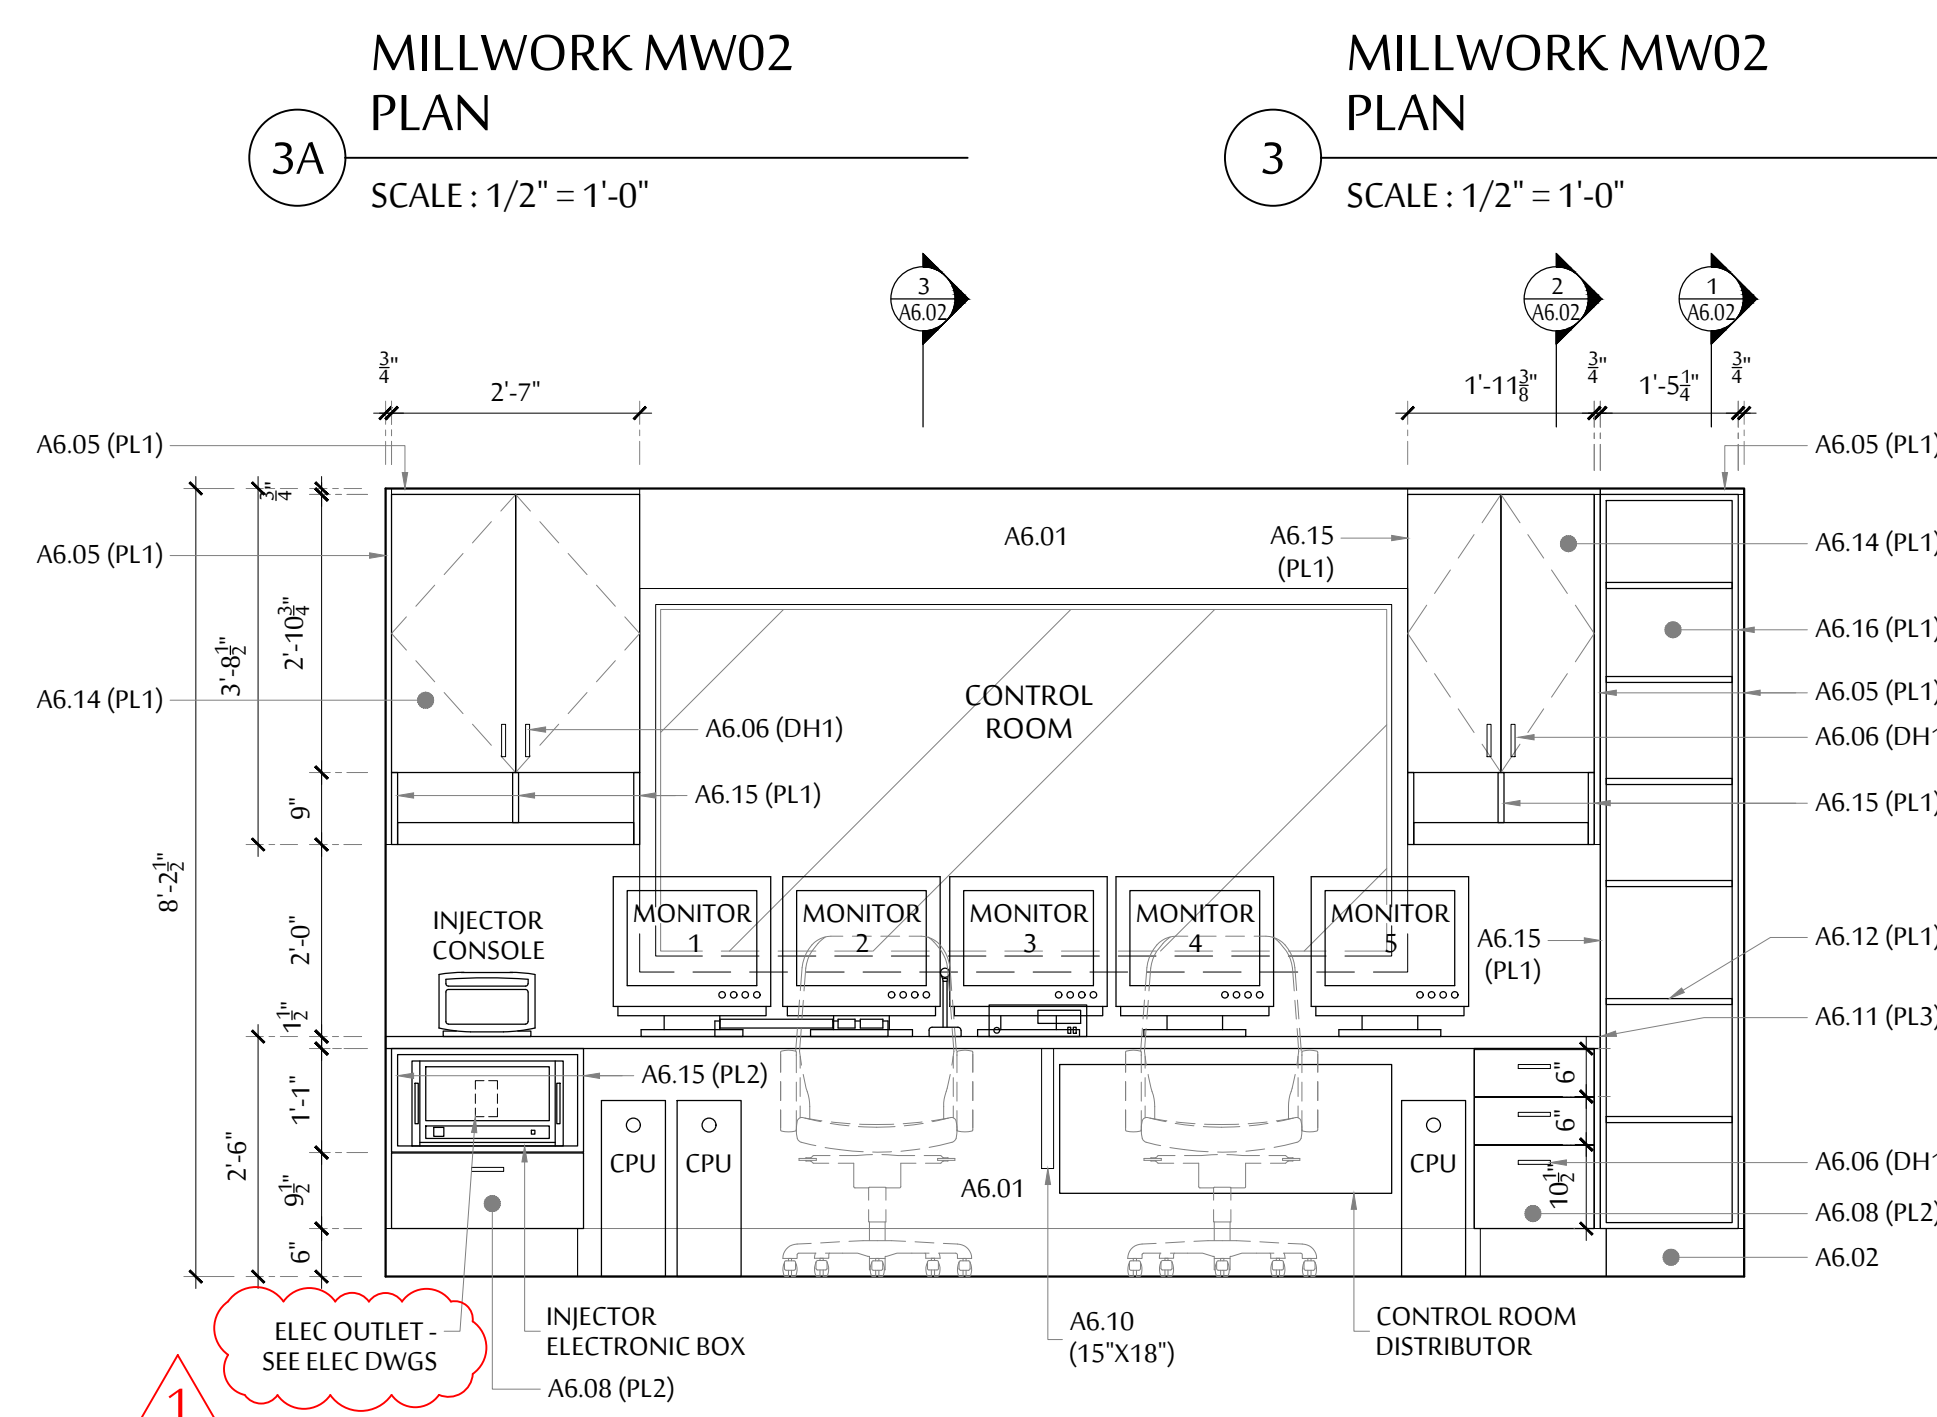 MILLWORK MW02
PLAN
3A
SCALE : 1/2" = 1'-0"
MILLWORK MW02
PLAN
3
SCALE : 1/2" = 1'-0"
3
A6.02
2
A6.02
1
A6.02
3/4"
2'-7"
1'-11 3/8"
3/4"
1'-5 1/4"
3/4"
A6.05 (PL1)
A6.05 (PL1)
A6.14 (PL1)
3/4"
2'-10 3/4"
3'-8 1/2"
9"
8'-2 1/2"
2'-0"
1 1/2"
1'-1"
2'-6"
9 1/2"
6"
A6.01
A6.15
(PL1)
CONTROL
ROOM
A6.06 (DH1)
A6.15 (PL1)
INJECTOR
CONSOLE
MONITOR
1
MONITOR
2
MONITOR
3
MONITOR
4
MONITOR
5
A6.15
(PL1)
A6.15 (PL2)
CPU
CPU
A6.01
CPU
6"
6"
10 1/2"
A6.05 (PL1)
A6.14 (PL1)
A6.16 (PL1)
A6.05 (PL1)
A6.06 (DH1
A6.15 (PL1)
A6.12 (PL1)
A6.11 (PL3)
A6.06 (DH1
A6.08 (PL2)
A6.02
ELEC OUTLET -
SEE ELEC DWGS
1
INJECTOR
ELECTRONIC BOX
A6.08 (PL2)
A6.10
(15"X18")
CONTROL ROOM
DISTRIBUTOR